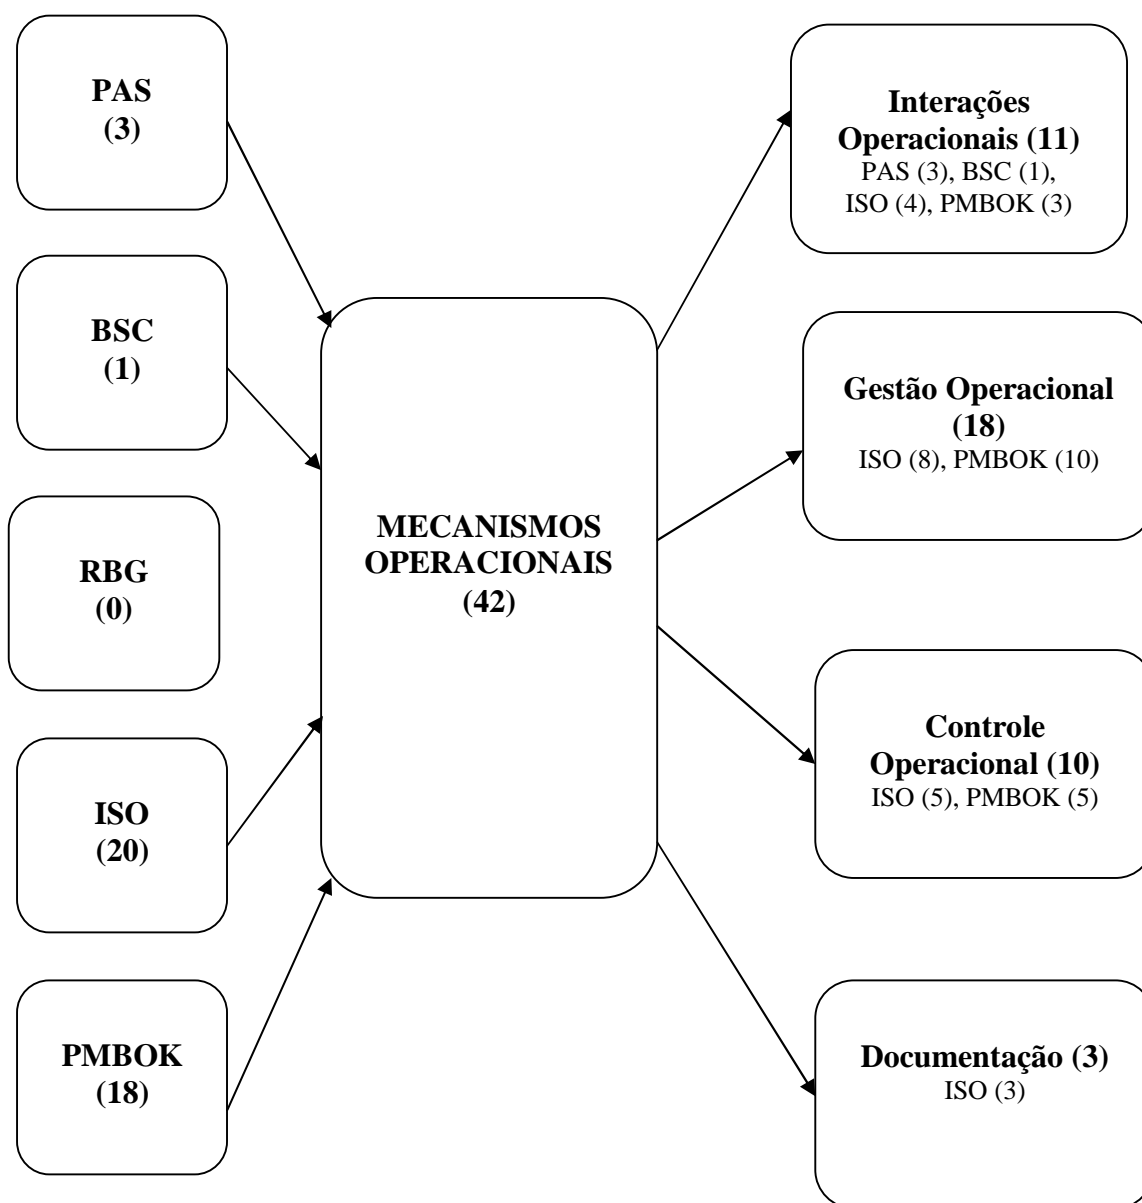 PAS
(3)
BSC
(1)
RBG
(0)
ISO
(20)
PMBOK
(18)
MECANISMOS
OPERACIONAIS
(42)
Interações
Operacionais (11)
PAS (3), BSC (1),
ISO (4), PMBOK (3)
Gestão Operacional
(18)
ISO (8), PMBOK (10)
Controle
Operacional (10)
ISO (5), PMBOK (5)
Documentação (3)
ISO (3)